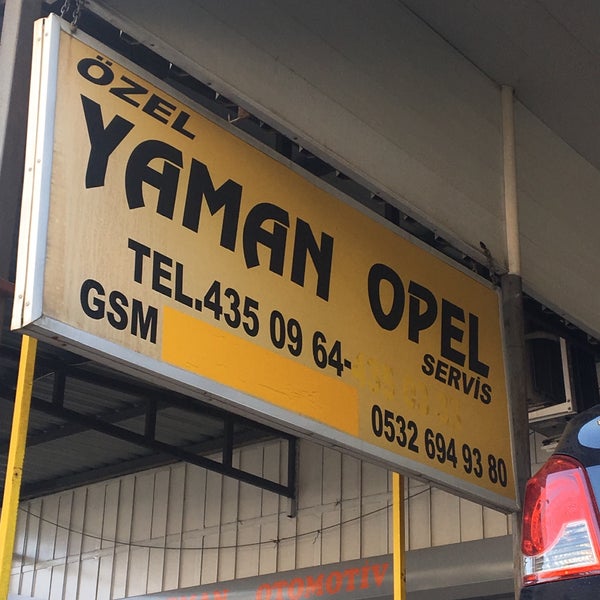 ÖZEL
YAMAN OPEL
SERVİS
TEL.435 09 64-
GSM
0532 694 93 80
OTOMOTİV